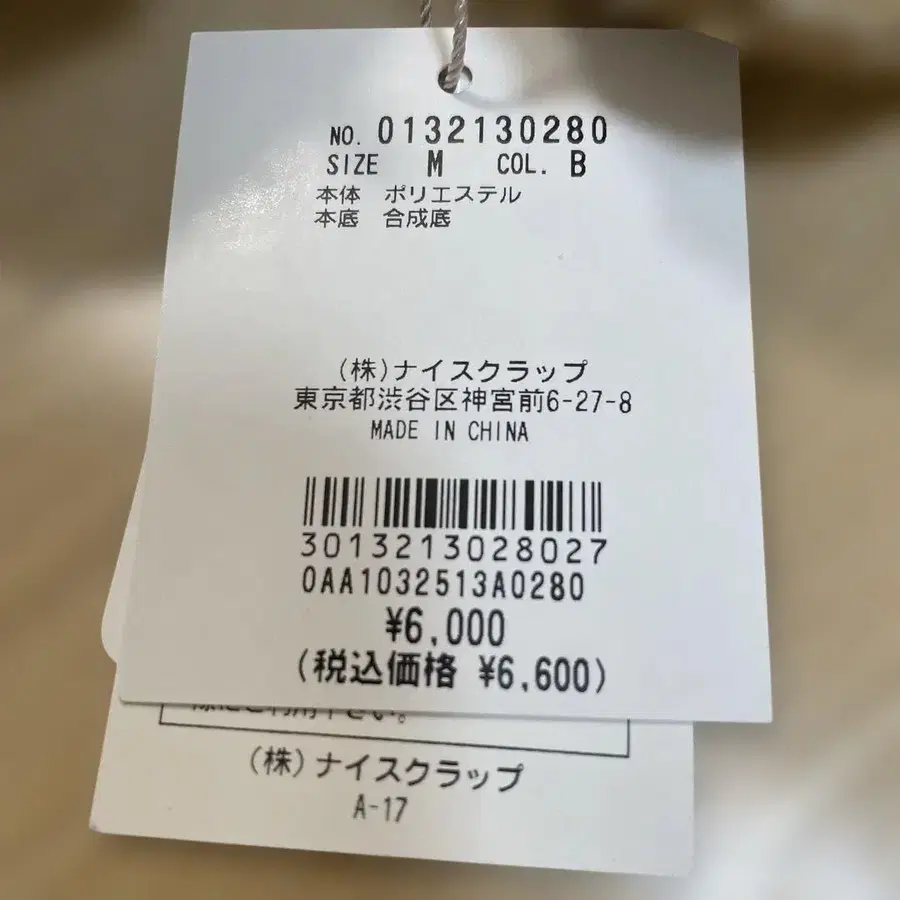 NO. 0132130280
SIZE M COL. B
本体 ポリエステル
本底 合成底
(株)ナイスクラップ
東京都渋谷区神宮前6-27-8
MADE IN CHINA
3013213028027
0AA1032513A0280
¥6,000
(税込価格 ¥6,600)
(株)ナイスクラップ
A-17